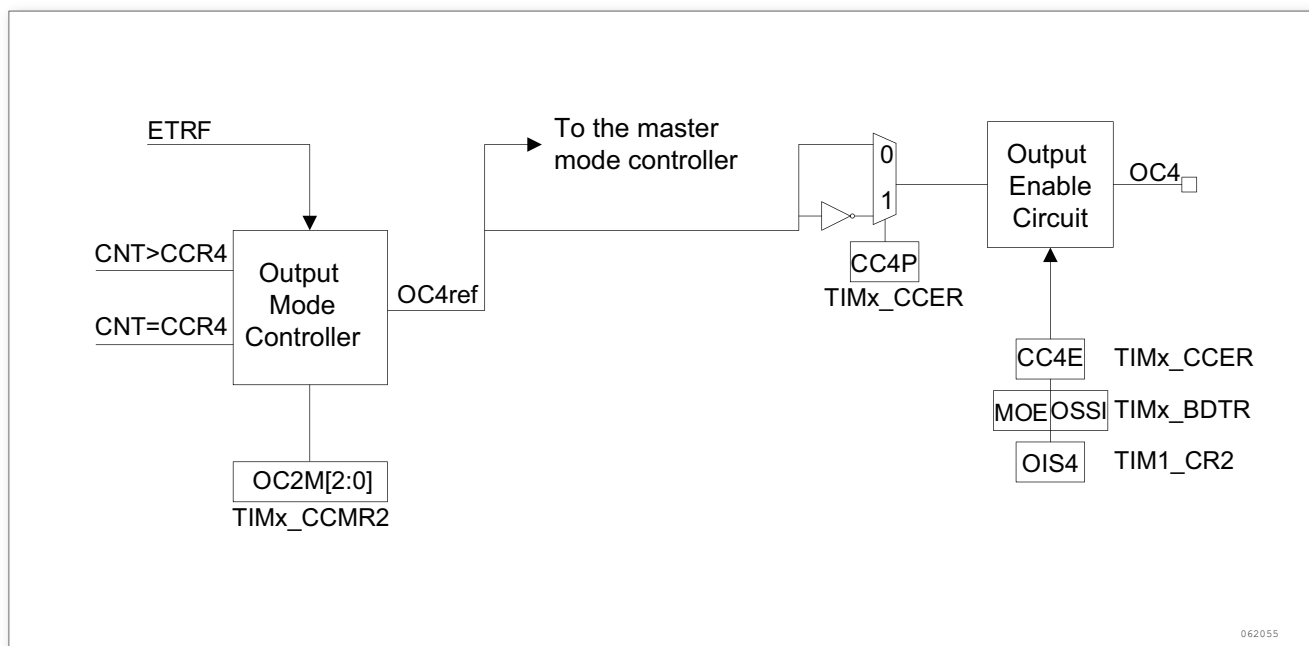 ETRF
To the master
mode controller
0
1
Output
Enable
Circuit
OC4
CNT>CCR4
CNT=CCR4
Output
Mode
Controller
OC4ref
CC4P
TIMx_CCER
CC4E
TIMx_CCER
MOE OSSI
TIMx_BDTR
OIS4
TIM1_CR2
OC2M[2:0]
TIMx_CCMR2
062055